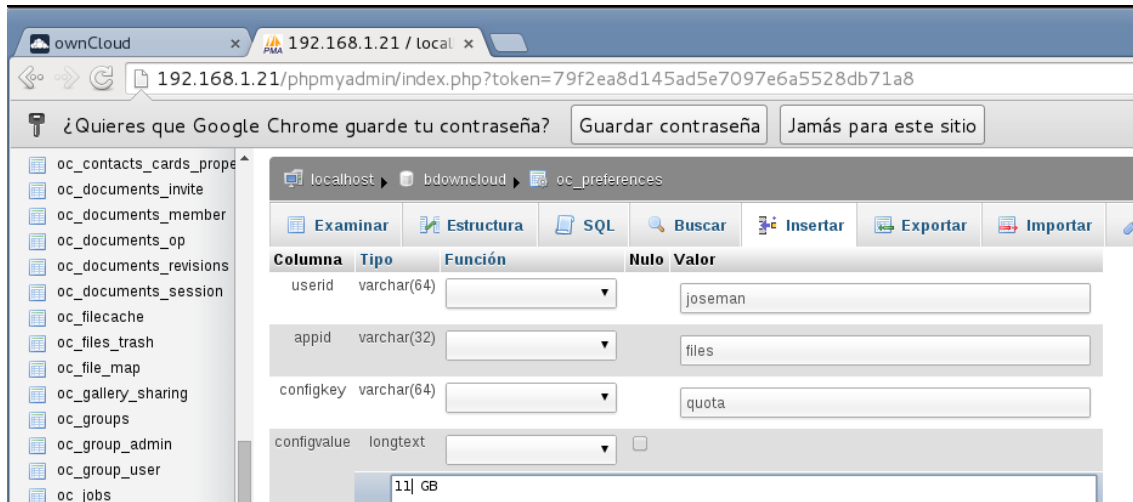 ownCloud × PMA 192.168.1.21 / local ×
192.168.1.21/phpmyadmin/index.php?token=79f2ea8d145ad5e7097e6a5528db71a8
¿Quieres que Google Chrome guarde tu contraseña? Guardar contraseña Jamás para este sitio
oc_contacts_cards_prope
oc_documents_invite
oc_documents_member
oc_documents_op
oc_documents_revisions
oc_documents_session
oc_filecache
oc_files_trash
oc_file_map
oc_gallery_sharing
oc_groups
oc_group_admin
oc_group_user
oc_jobs
localhost bdowncloud oc_preferences
Examinar Estructura SQL Buscar Insertar Exportar Importar
Columna Tipo Función Nulo Valor
userid varchar(64) joseman
appid varchar(32) files
configkey varchar(64) quota
configvalue longtext
11 GB